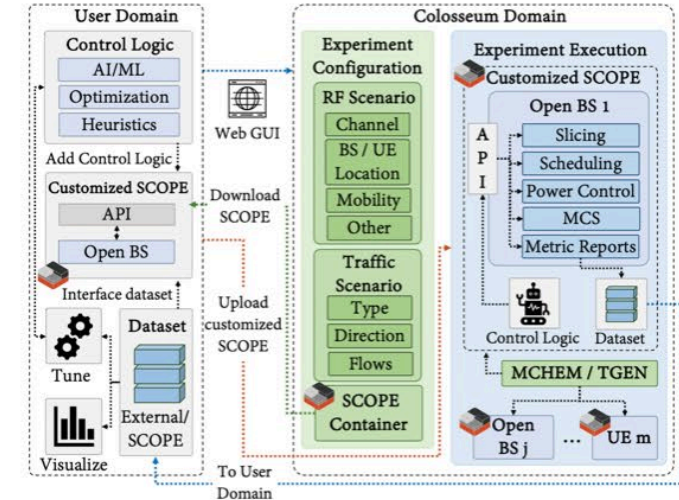 User Domain
Control Logic
AI/ML
Optimization
Heuristics
Add Control Logic
Customized SCOPE
API
Open BS
Interface dataset
Tune
Visualize
Dataset
External/
SCOPE
Web GUI
Download
SCOPE
Upload
customized
SCOPE
To User
Domain
Colosseum Domain
Experiment
Configuration
RF Scenario
Channel
BS / UE
Location
Mobility
Other
Traffic
Scenario
Type
Direction
Flows
SCOPE
Container
Experiment Execution
Customized SCOPE
Open BS 1
A
P
I
Slicing
Scheduling
Power Control
MCS
Metric Reports
Control Logic
Dataset
MCHEM / TGEN
Open
BS j
...
UE m